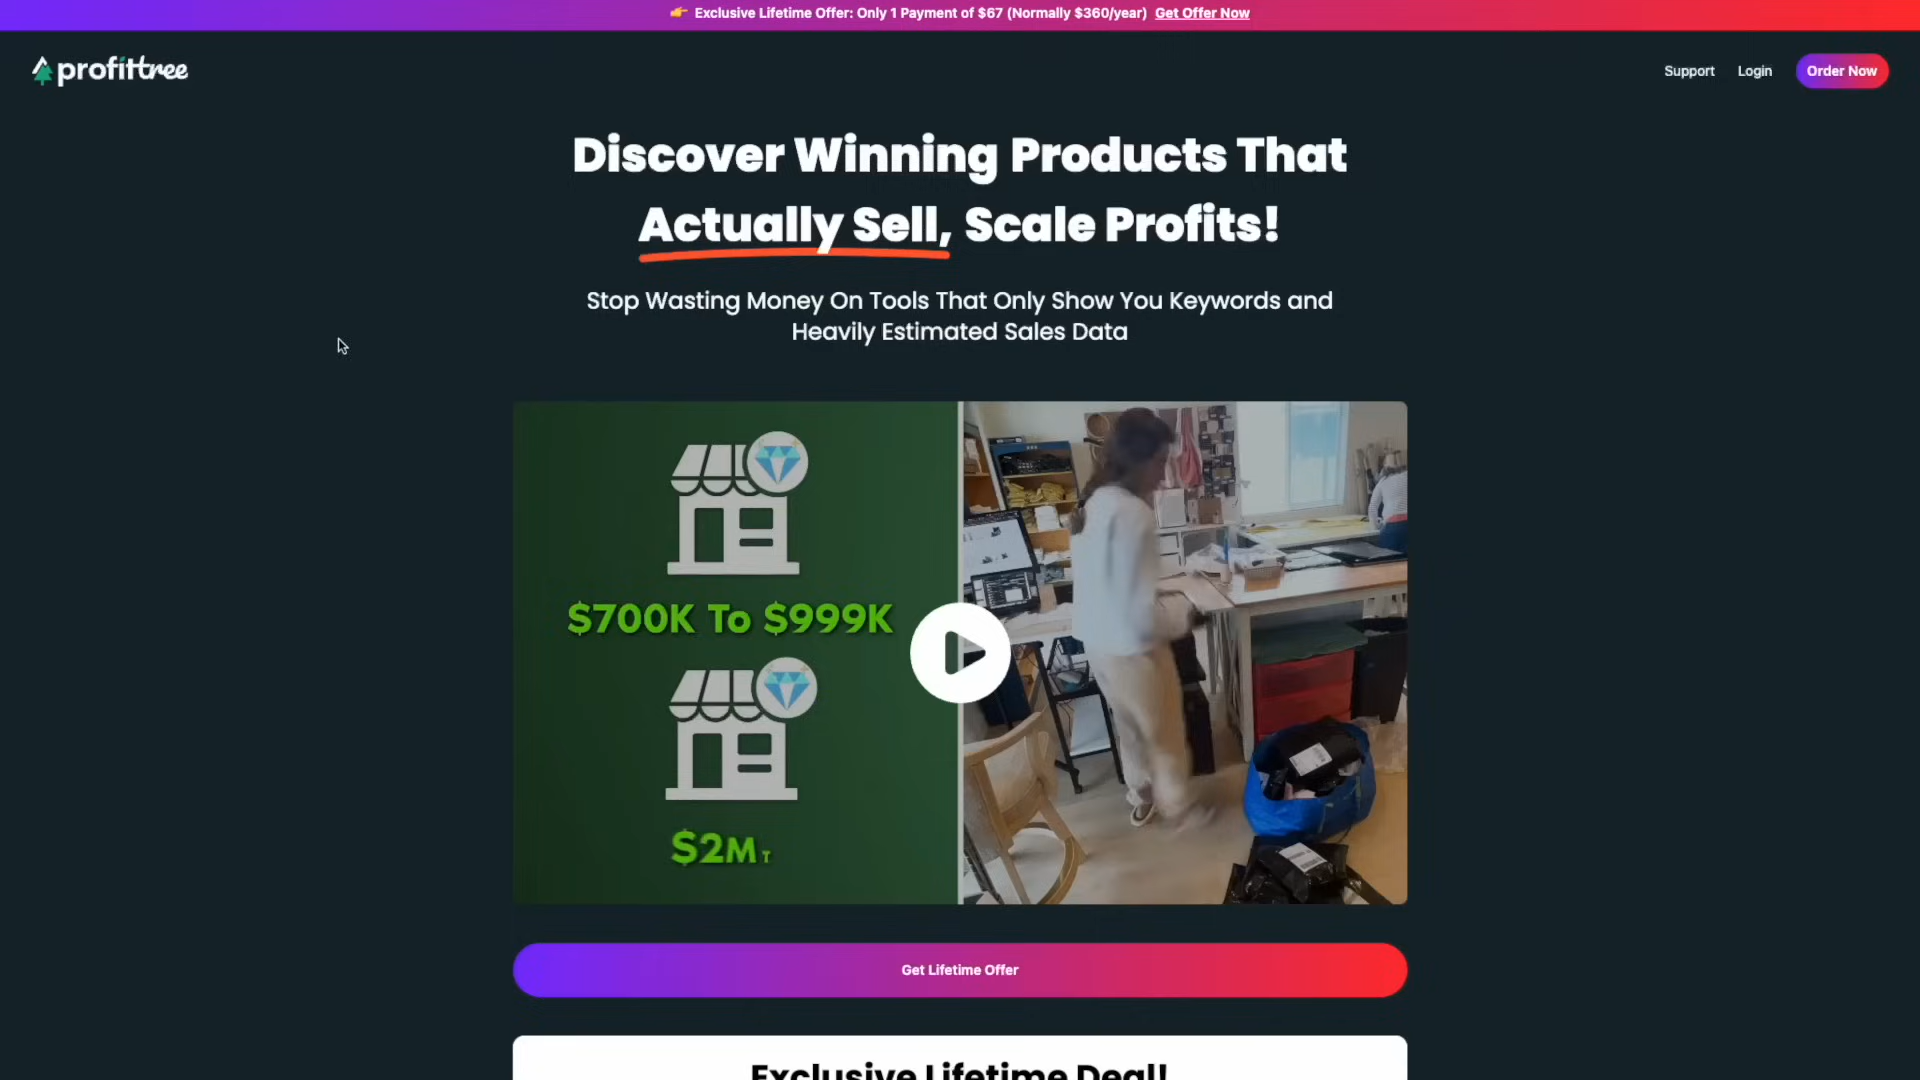 👉 Exclusive Lifetime Offer: Only 1 Payment of $67 (Normally $360/year) Get Offer Now
profittree
Support
Login
Order Now
Discover Winning Products That
Actually Sell, Scale Profits!
Stop Wasting Money On Tools That Only Show You Keywords and
Heavily Estimated Sales Data
$700K To $999K
$2M T
Get Lifetime Offer
Exclusive Lifetime Deal!